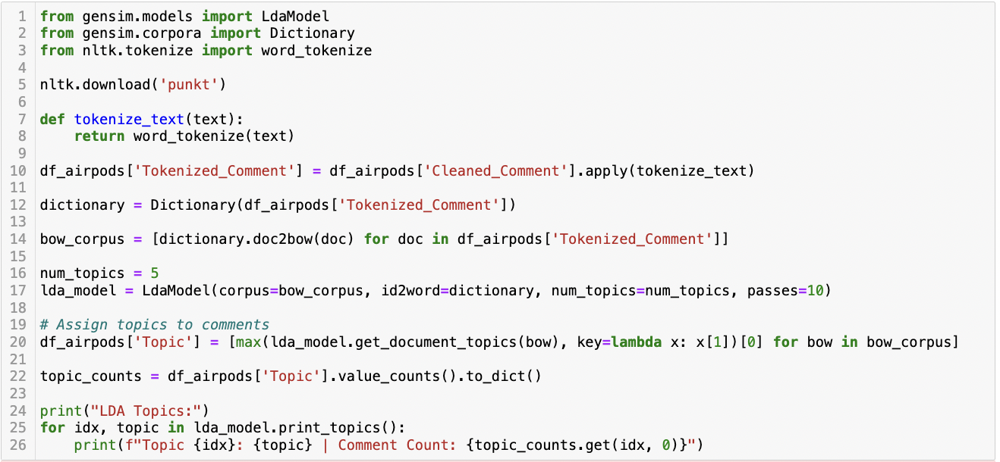 1 from gensim.models import LdaModel
2 from gensim.corpora import Dictionary
3 from nltk.tokenize import word_tokenize
4
5 nltk.download('punkt')
6
7 def tokenize_text(text):
8     return word_tokenize(text)
9
10 df_airpods['Tokenized_Comment'] = df_airpods['Cleaned_Comment'].apply(tokenize_text)
11
12 dictionary = Dictionary(df_airpods['Tokenized_Comment'])
13
14 bow_corpus = [dictionary.doc2bow(doc) for doc in df_airpods['Tokenized_Comment']]
15
16 num_topics = 5
17 lda_model = LdaModel(corpus=bow_corpus, id2word=dictionary, num_topics=num_topics, passes=10)
18
19 # Assign topics to comments
20 df_airpods['Topic'] = [max(lda_model.get_document_topics(bow), key=lambda x: x[1])[0] for bow in bow_corpus]
21
22 topic_counts = df_airpods['Topic'].value_counts().to_dict()
23
24 print("LDA Topics:")
25 for idx, topic in lda_model.print_topics():
26     print(f"Topic {idx}: {topic} | Comment Count: {topic_counts.get(idx, 0)}")